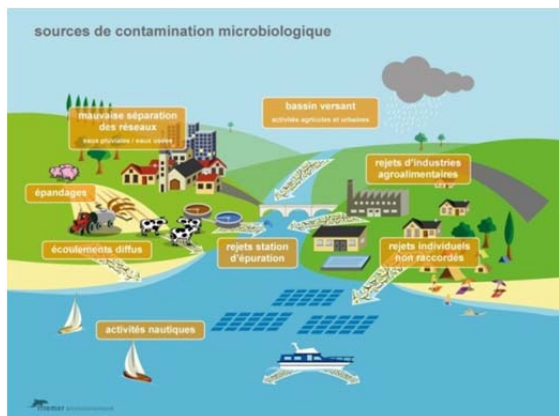 sources de contamination microbiologique
bassin versant
activités agricoles et urbaines
mauvaise séparation
des réseaux
eaux pluviales / eaux usées
rejets d'industries
agroalimentaires
épandages
écoulements diffus
rejets station
d'épuration
rejets individuels
non raccordés
activités nautiques